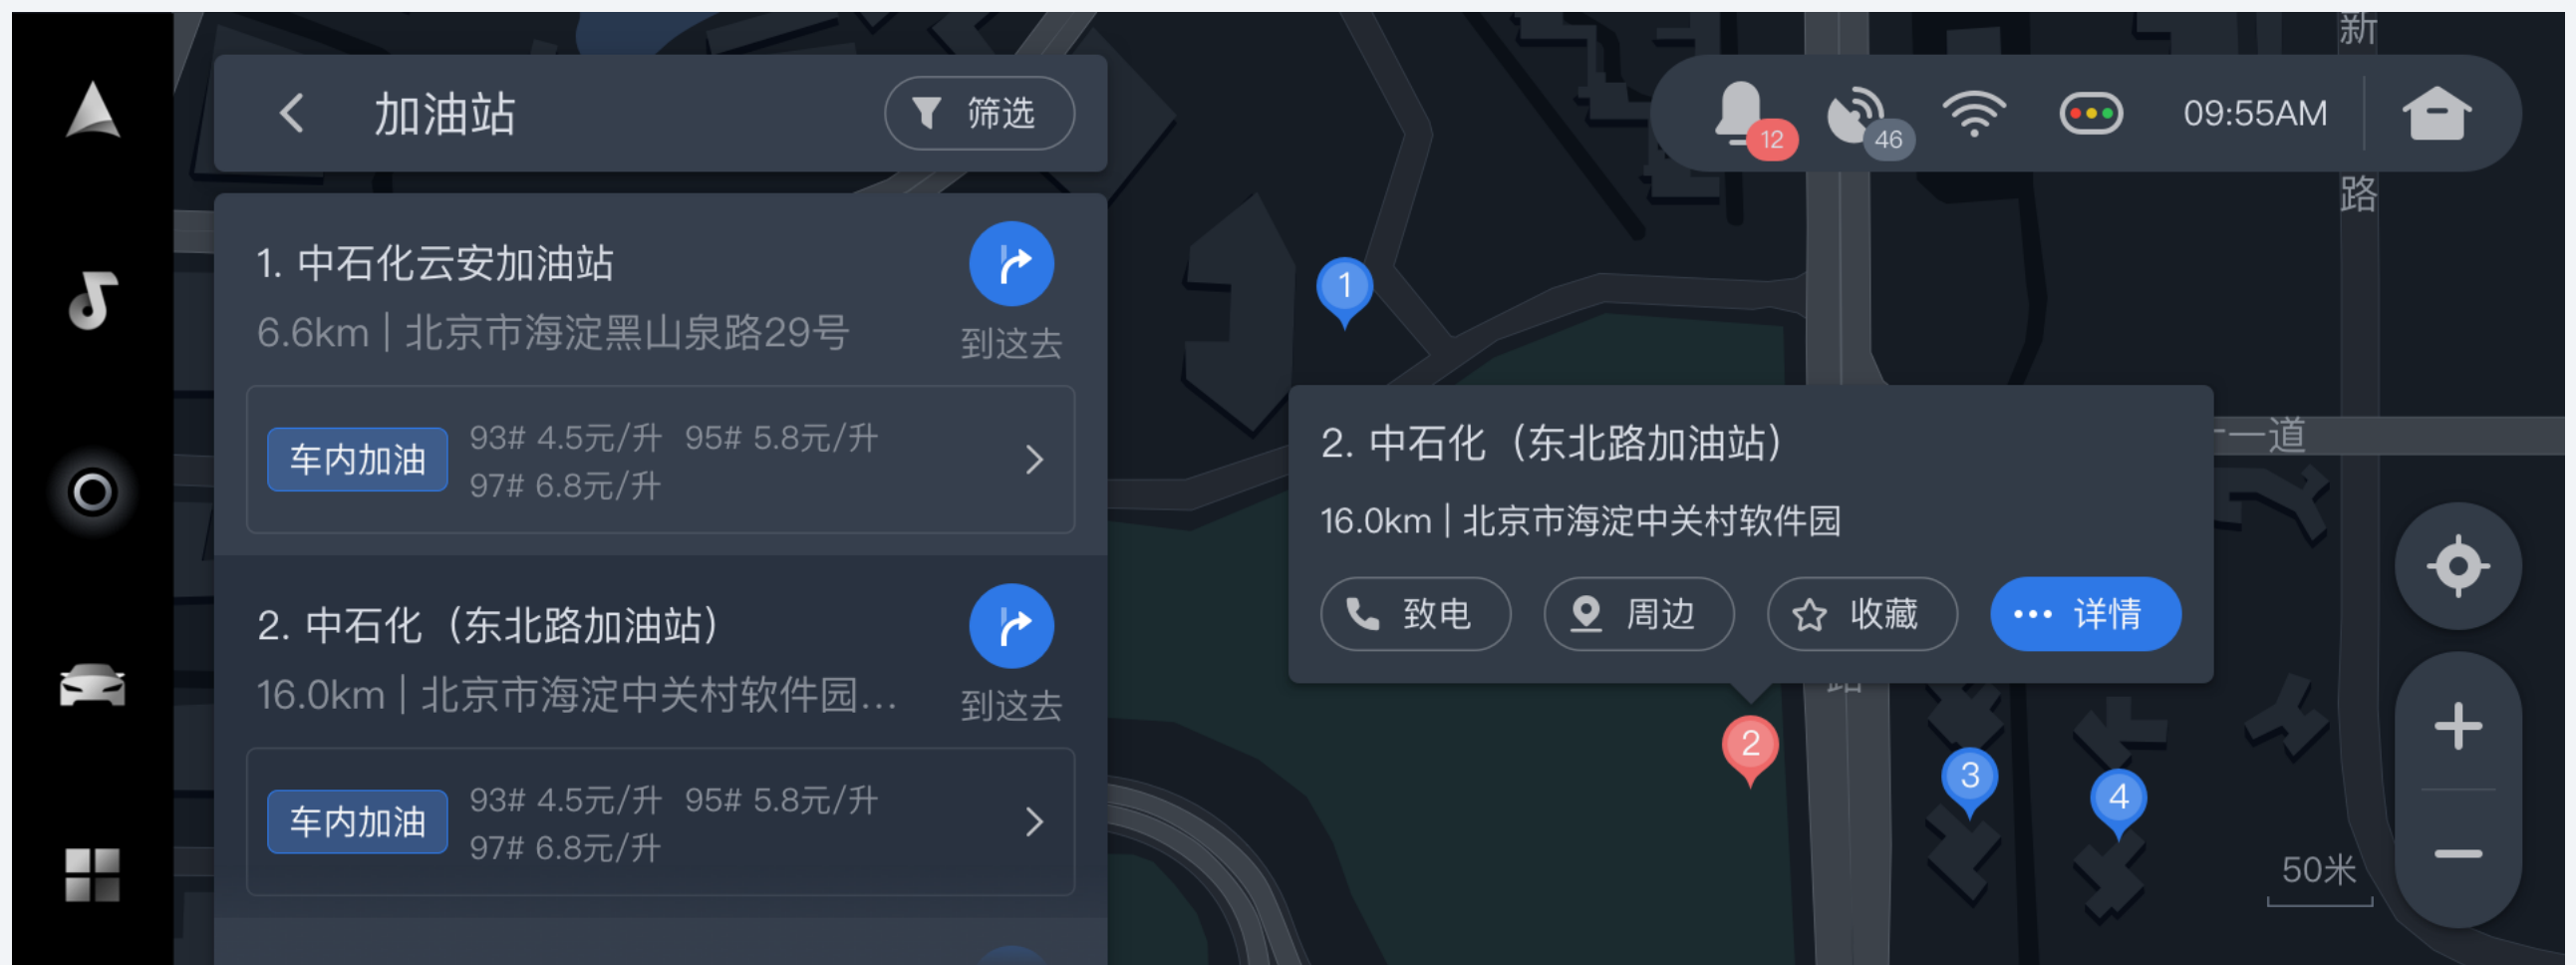 加油站
筛选
1. 中石化云安加油站
6.6km | 北京市海淀黑山泉路29号
到这去
车内加油
93# 4.5元/升 95# 5.8元/升
97# 6.8元/升
2. 中石化（东北路加油站）
16.0km | 北京市海淀中关村软件园...
到这去
车内加油
93# 4.5元/升 95# 5.8元/升
97# 6.8元/升
新
12
46
09:55AM
路
1
一道
2. 中石化（东北路加油站）
16.0km | 北京市海淀中关村软件园
致电
周边
收藏
详情
路
2
3
4
50米